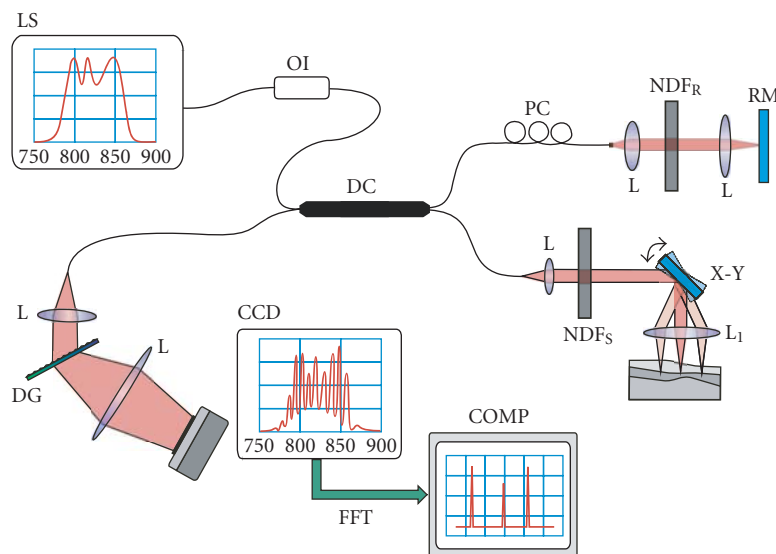 LS
750 800 850 900
OI
PC
NDF_R
RM
L
L
DC
L
X-Y
NDF_S
L_1
L
L
DG
CCD
750 800 850 900
FFT
COMP